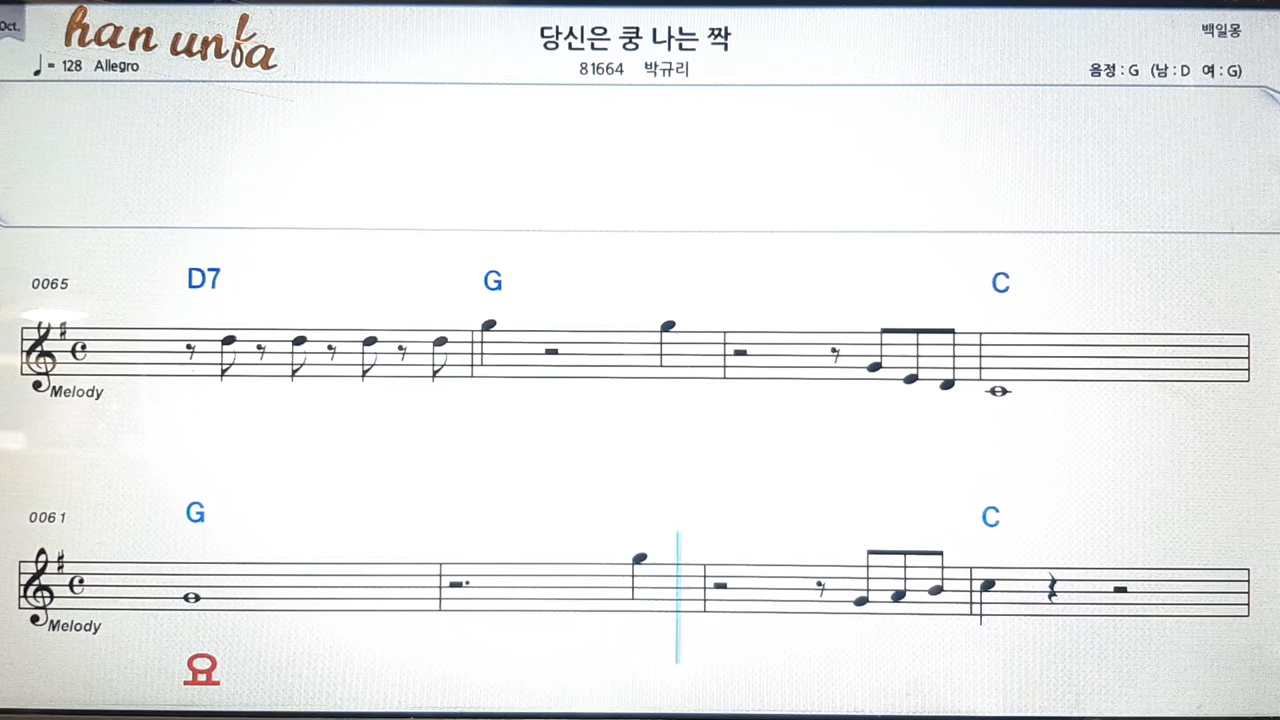 Oct.
han unfa
당신은 쿵 나는 짝
백일몽
♩= 128 Allegro
81664 박규리
음정 : G (남 : D 여 : G)
0065
D7 G C
Melody
0061
G C
Melody
요